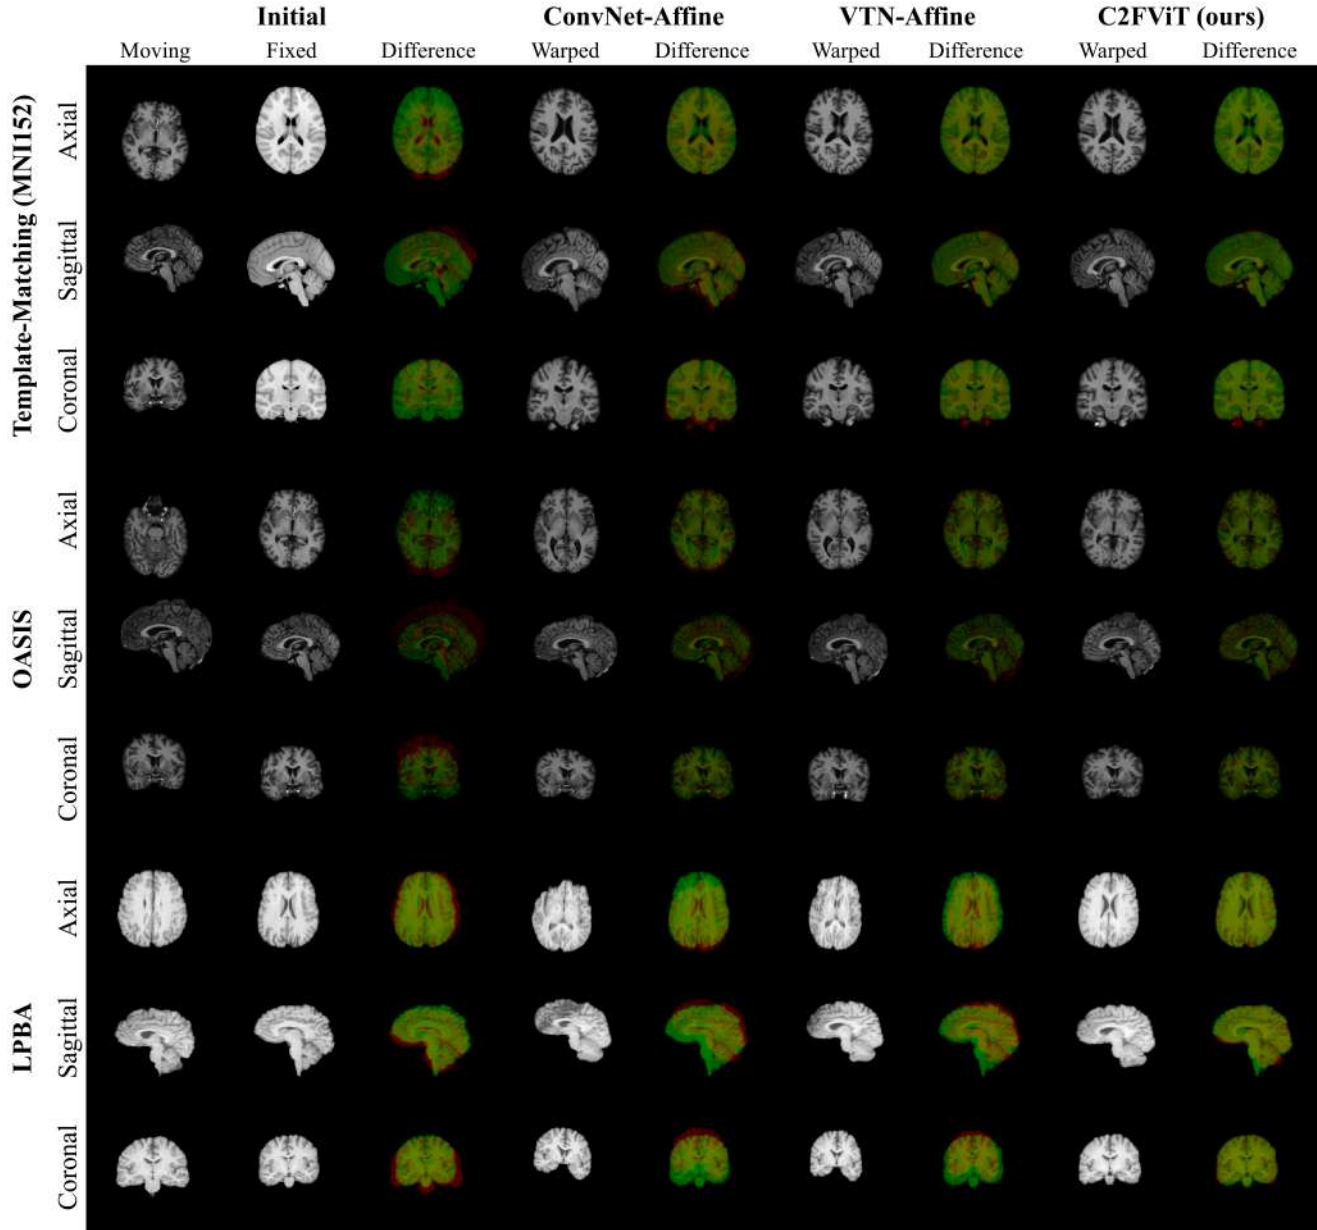 Initial ConvNet-Affine VTN-Affine C2FViT (ours)
Moving Fixed Difference Warped Difference Warped Difference Warped Difference
Template-Matching (MNI152)
Axial
Sagittal
Coronal
OASIS
Axial
Sagittal
Coronal
LPBA
Axial
Sagittal
Coronal